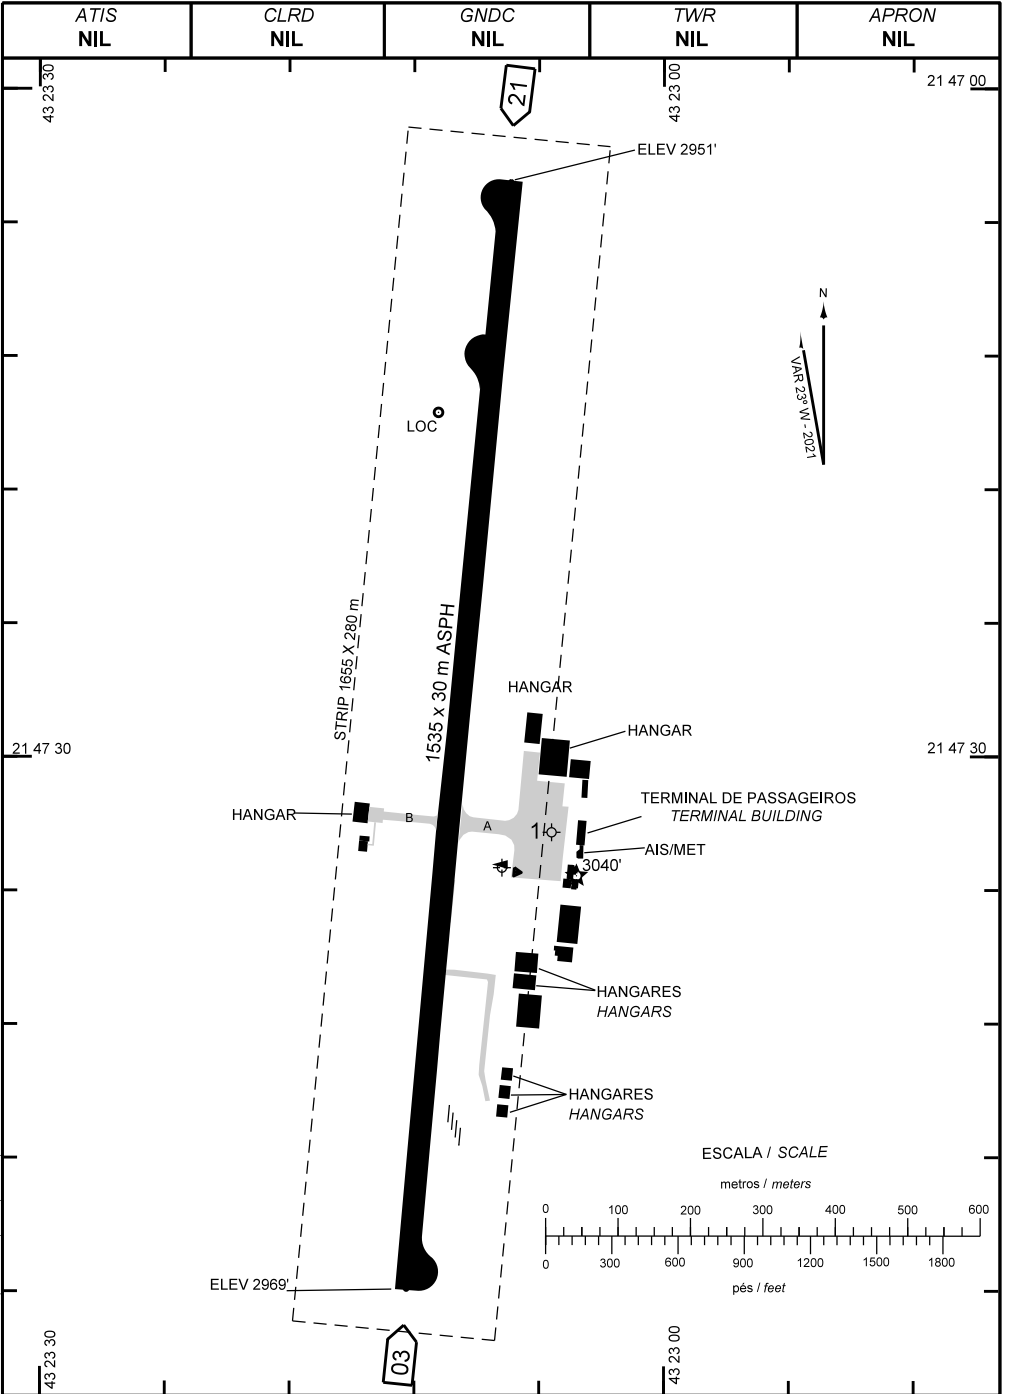 ATIS
NIL
CLRD
NIL
GNDC
NIL
TWR
NIL
APRON
NIL
43 23 30
43 23 00
21 47 00
21
ELEV 2951'
N
VAR 23º W - 2021
LOC
STRIP 1655 X 280 m
1535 x 30 m ASPH
HANGAR
HANGAR
21 47 30
21 47 30
HANGAR
B
A
1
TERMINAL DE PASSAGEIROS
TERMINAL BUILDING
AIS/MET
3040'
HANGARES
HANGARS
HANGARES
HANGARS
ESCALA / SCALE
metros / meters
0 100 200 300 400 500 600
0 300 600 900 1200 1500 1800
pés / feet
ELEV 2969'
03
43 23 30
43 23 00